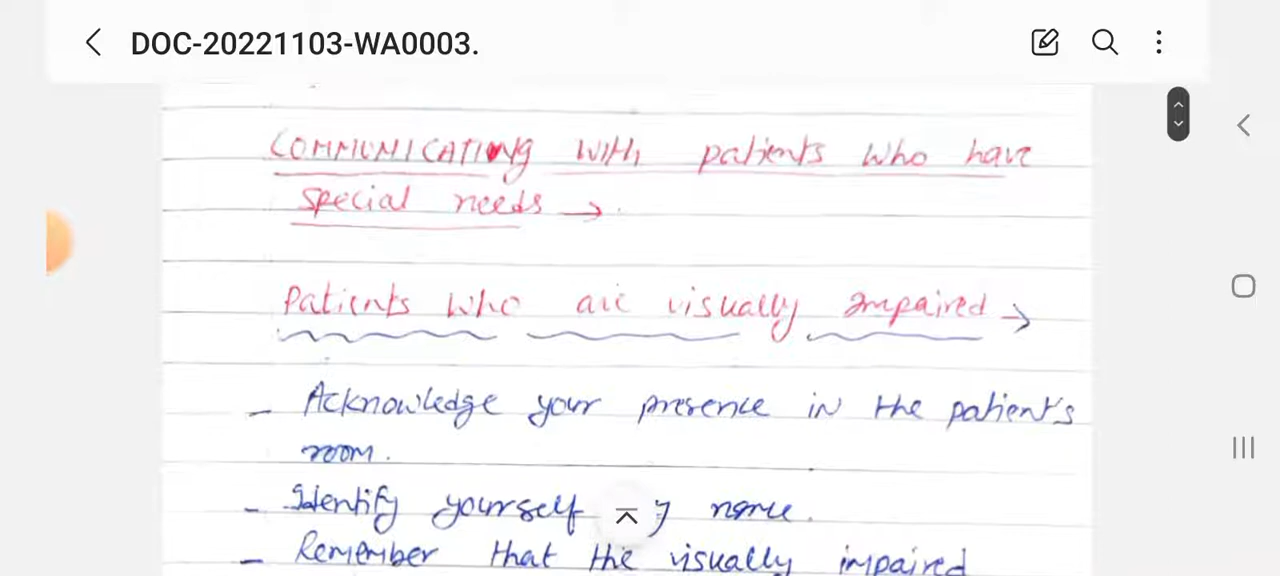 DOC-20221103-WA0003.
COMMUNICATING With patients who have
special needs →
Patients who are visually Impaired →
- Acknowledge your presence in the patient's
room.
- Identify yourself name.
- Remember that the visually impaired